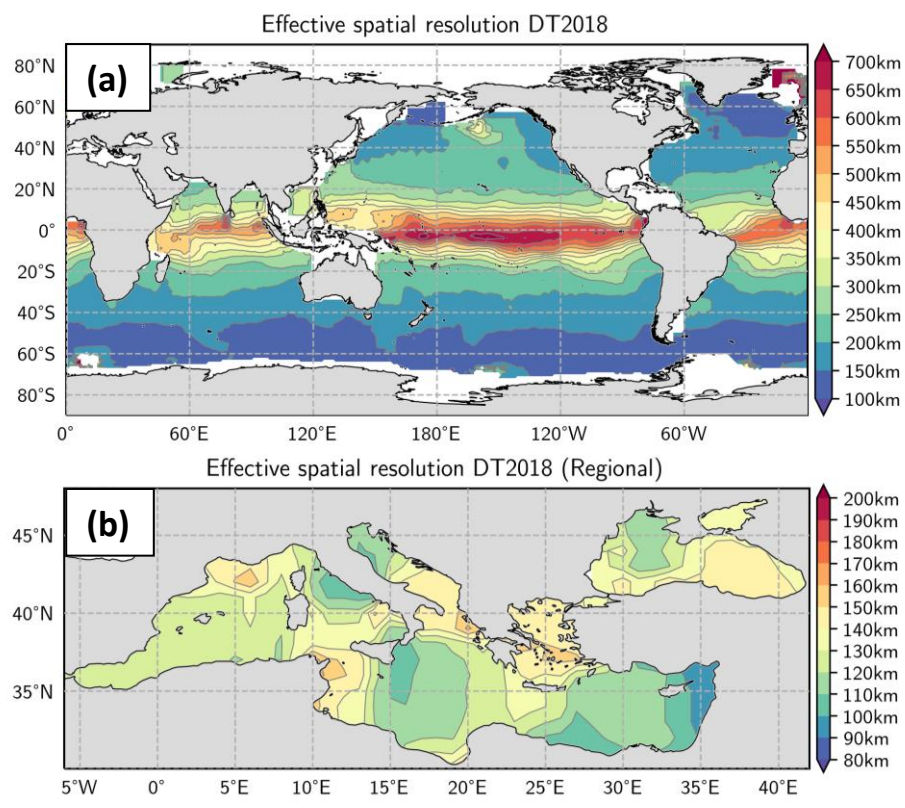 Effective spatial resolution DT2018
(a)
80°N
60°N
40°N
20°N
0°
20°S
40°S
60°S
80°S
0°
60°E
120°E
180°E
120°W
60°W
700km
650km
600km
550km
500km
450km
400km
350km
300km
250km
200km
150km
100km
Effective spatial resolution DT2018 (Regional)
(b)
45°N
40°N
35°N
5°W
0°
5°E
10°E
15°E
20°E
25°E
30°E
35°E
40°E
200km
190km
180km
170km
160km
150km
140km
130km
120km
110km
100km
90km
80km